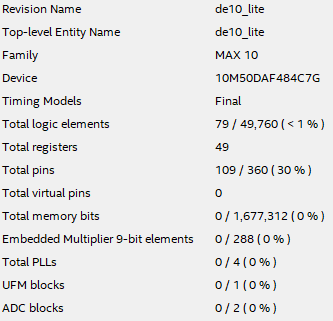 Revision Name de10_lite
Top-level Entity Name de10_lite
Family MAX 10
Device 10M50DAF484C7G
Timing Models Final
Total logic elements 79 / 49,760 ( < 1 % )
Total registers 49
Total pins 109 / 360 ( 30 % )
Total virtual pins 0
Total memory bits 0 / 1,677,312 ( 0 % )
Embedded Multiplier 9-bit elements 0 / 288 ( 0 % )
Total PLLs 0 / 4 ( 0 % )
UFM blocks 0 / 1 ( 0 % )
ADC blocks 0 / 2 ( 0 % )